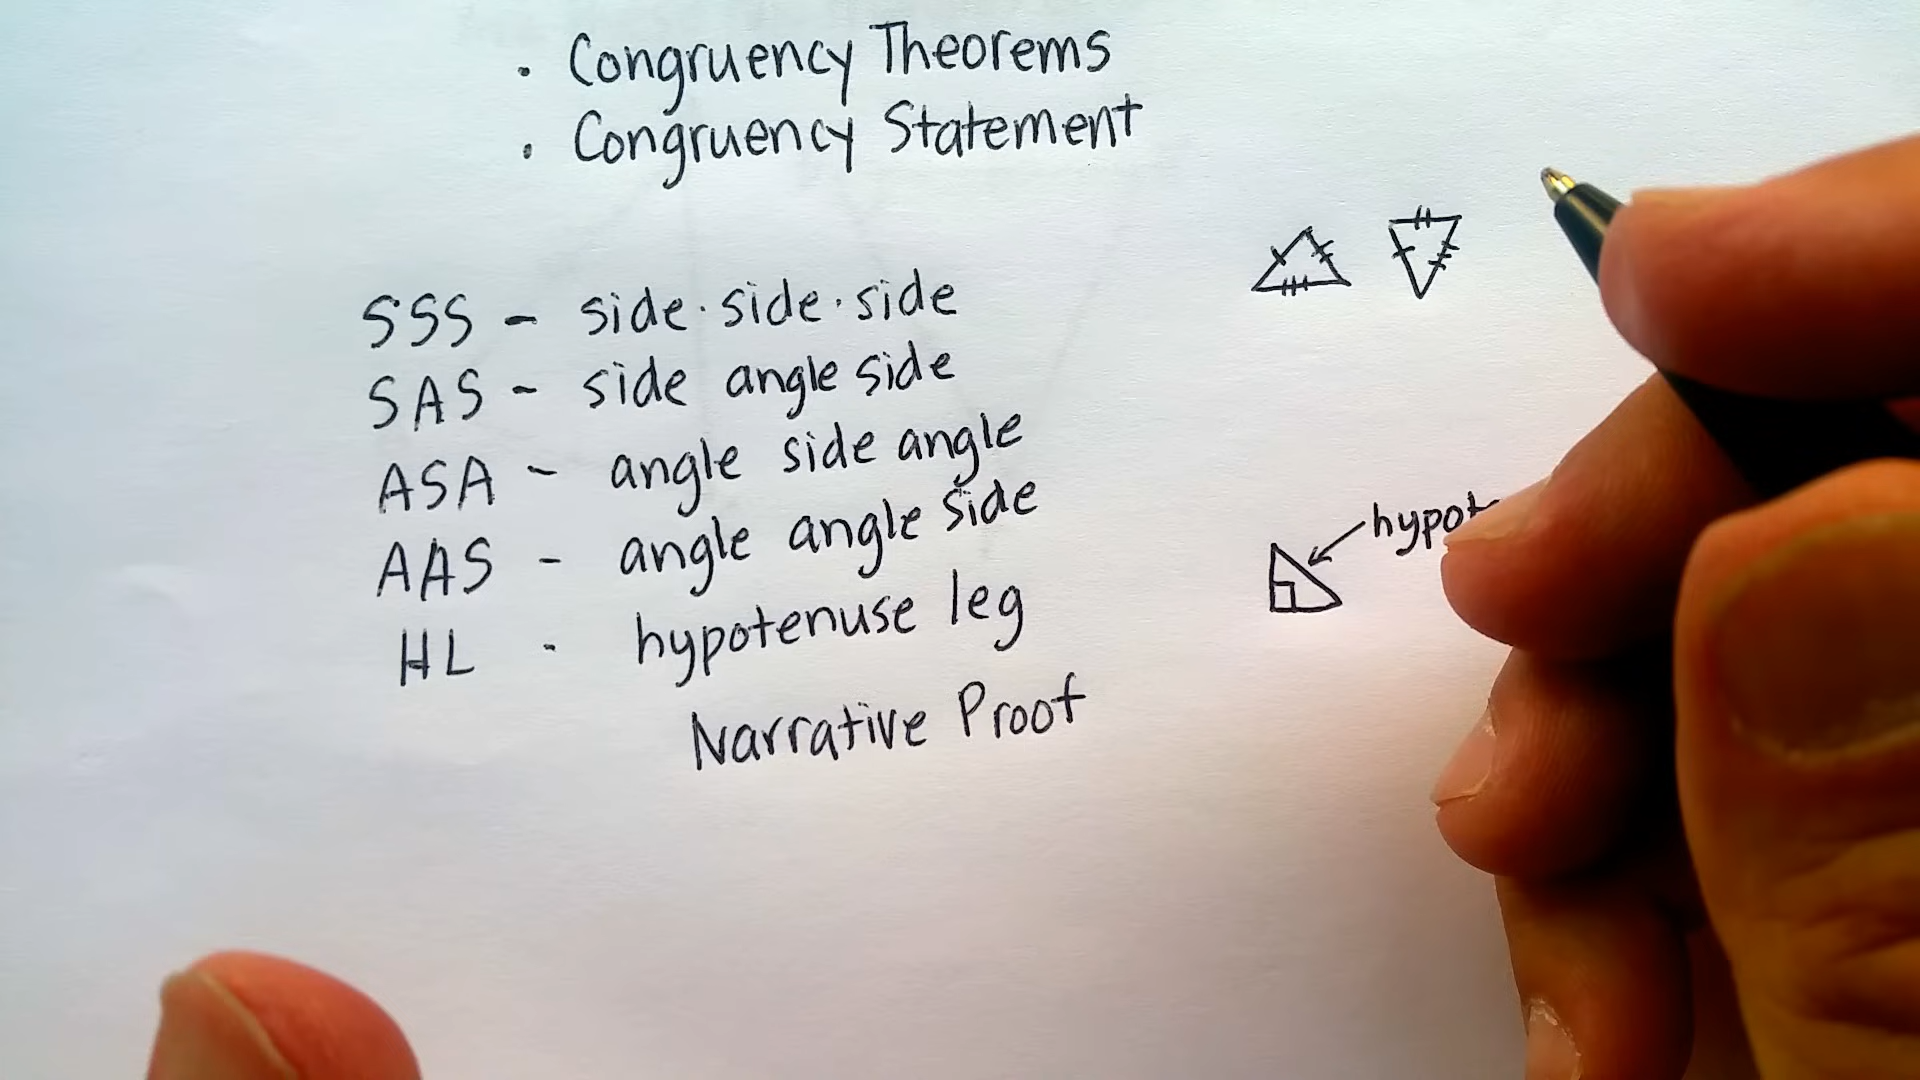 · Congruency Theorems
· Congruency Statement
SSS - side·side·side
SAS - side angle side
ASA - angle side angle
AAS - angle angle side
HL - hypotenuse leg
Narrative Proof
hypot